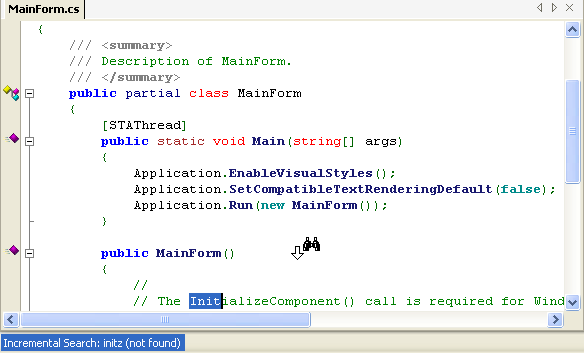 MainForm.cs
{
/// <summary>
/// Description of MainForm.
/// </summary>
public partial class MainForm
{
[STAThread]
public static void Main(string[] args)
{
Application.EnableVisualStyles();
Application.SetCompatibleTextRenderingDefault(false);
Application.Run(new MainForm());
}
public MainForm()
{
//
// The InitializeComponent() call is required for Wind
Incremental Search: initz (not found)